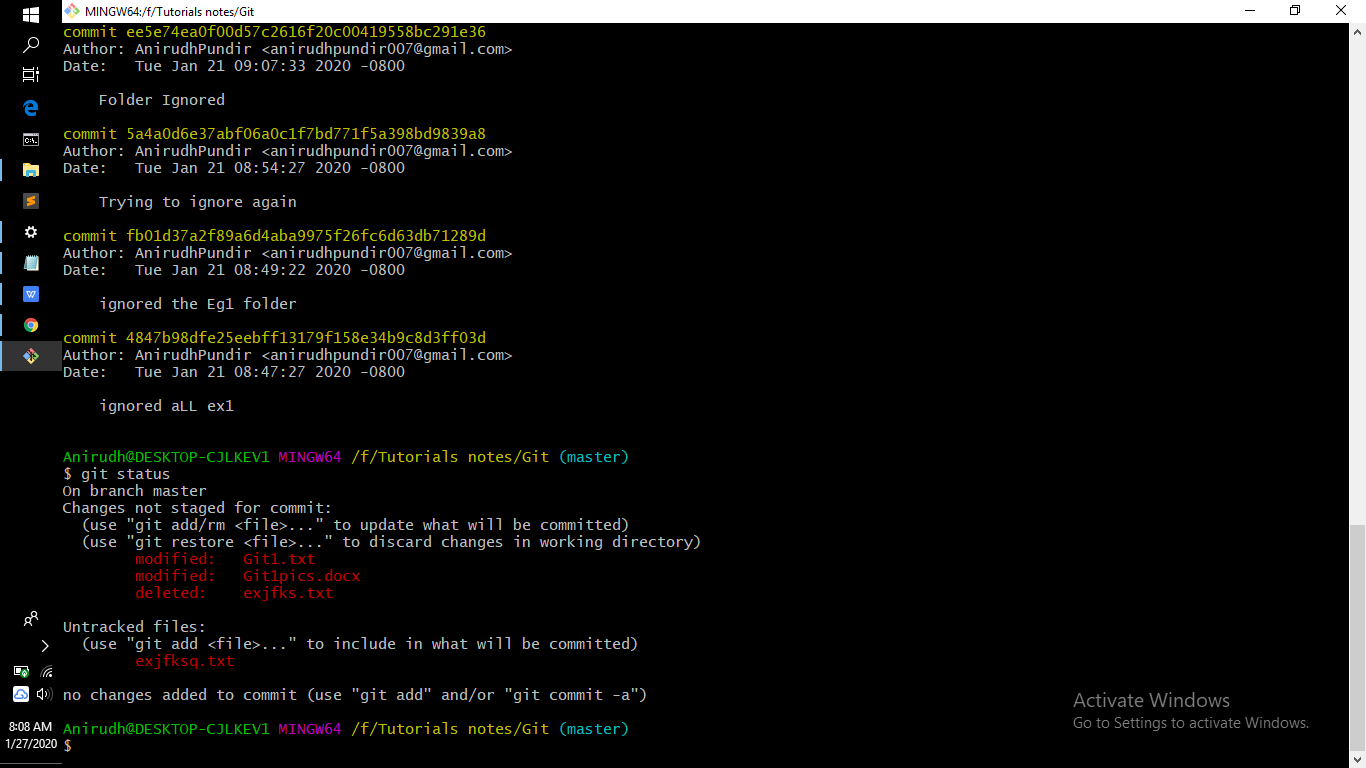 MINGW64:/f/Tutorials notes/Git
commit ee5e74ea0f00d57c2616f20c00419558bc291e36
Author: AnirudhPundir <anirudhpundir007@gmail.com>
Date:   Tue Jan 21 09:07:33 2020 -0800
Folder Ignored
commit 5a4a0d6e37abf06a0c1f7bd771f5a398bd9839a8
Author: AnirudhPundir <anirudhpundir007@gmail.com>
Date:   Tue Jan 21 08:54:27 2020 -0800
Trying to ignore again
commit fb01d37a2f89a6d4aba9975f26fc6d63db71289d
Author: AnirudhPundir <anirudhpundir007@gmail.com>
Date:   Tue Jan 21 08:49:22 2020 -0800
ignored the Eg1 folder
commit 4847b98dfe25eebff13179f158e34b9c8d3ff03d
Author: AnirudhPundir <anirudhpundir007@gmail.com>
Date:   Tue Jan 21 08:47:27 2020 -0800
ignored aLL ex1
Anirudh@DESKTOP-CJLKEV1 MINGW64 /f/Tutorials notes/Git (master)
$ git status
On branch master
Changes not staged for commit:
(use "git add/rm <file>..." to update what will be committed)
(use "git restore <file>..." to discard changes in working directory)
modified:   Git1.txt
modified:   Git1pics.docx
deleted:    exjfks.txt
Untracked files:
(use "git add <file>..." to include in what will be committed)
exjfksq.txt
no changes added to commit (use "git add" and/or "git commit -a")
Anirudh@DESKTOP-CJLKEV1 MINGW64 /f/Tutorials notes/Git (master)
$
Activate Windows
Go to Settings to activate Windows.
8:08 AM
1/27/2020